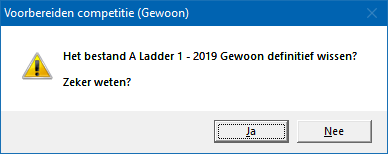 Voorbereiden competitie (Gewoon)
Het bestand A Ladder 1 - 2019 Gewoon definitief wissen?
Zeker weten?
Ja
Nee